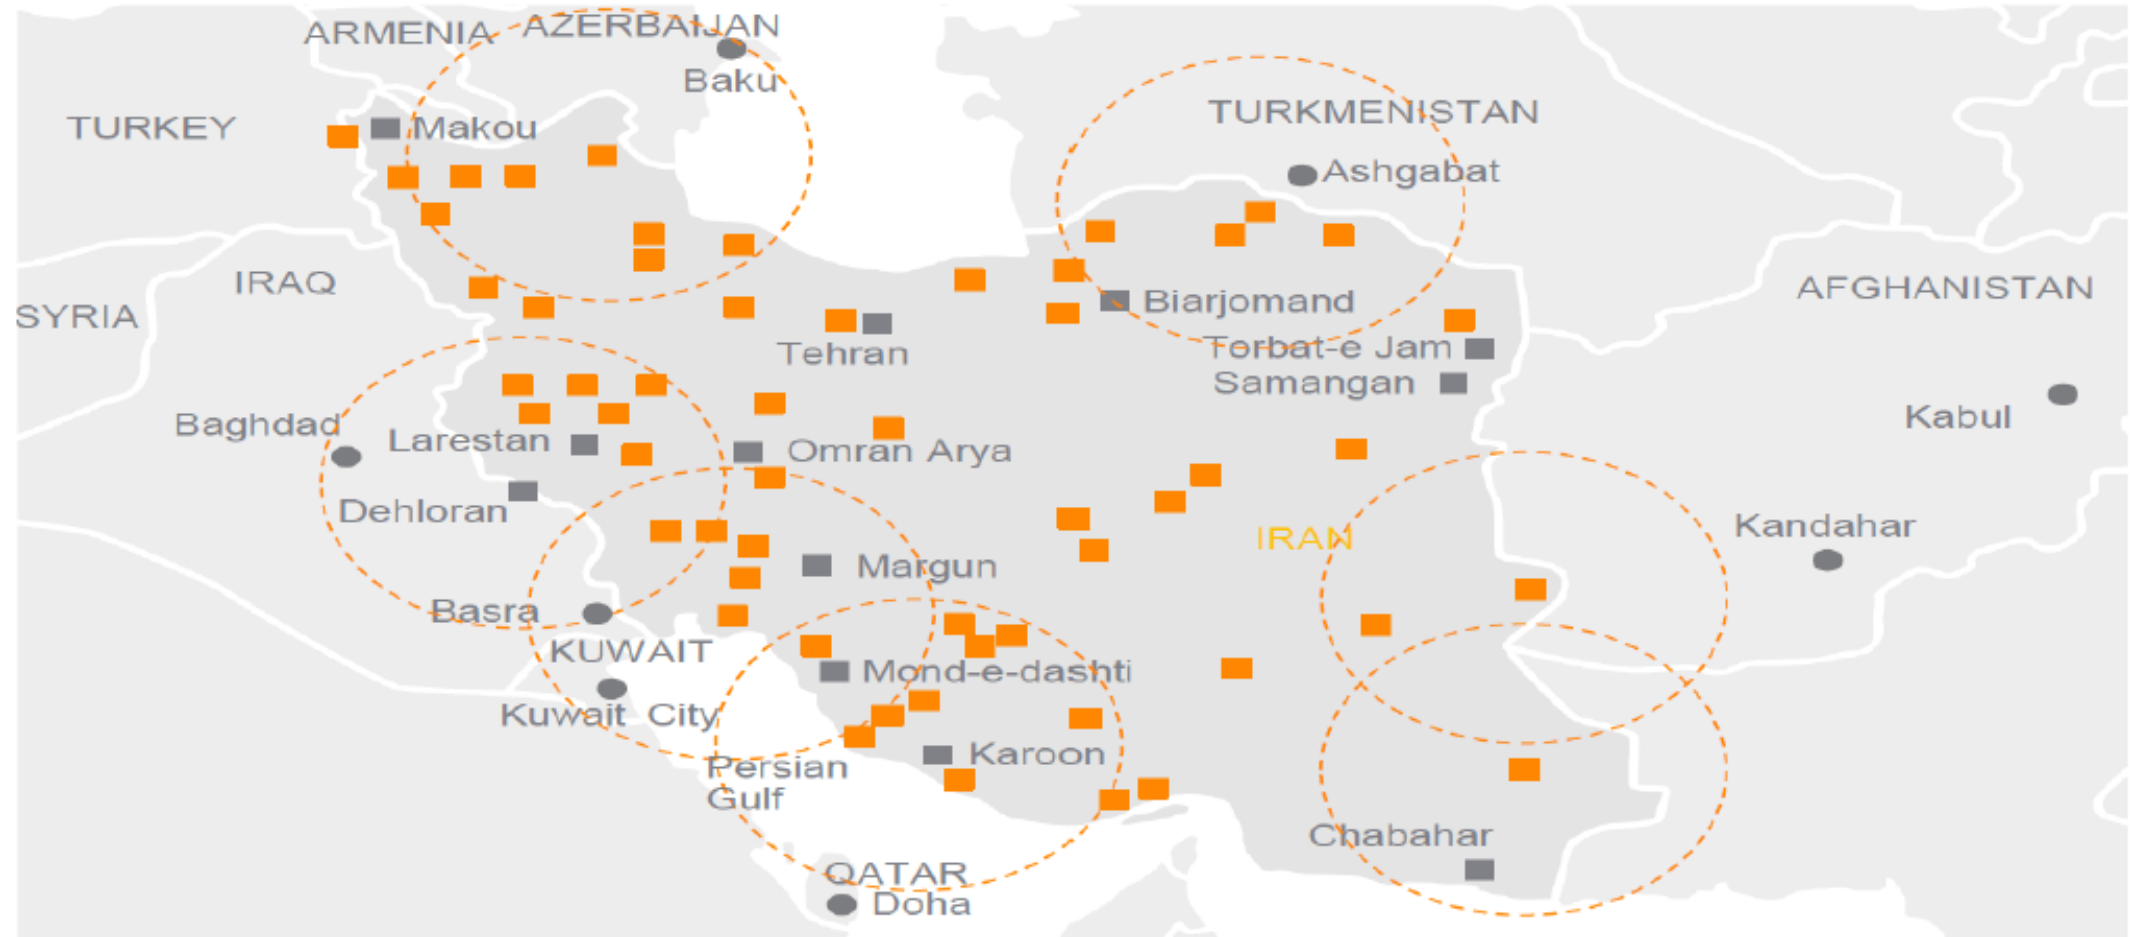 ARMENIA
AZERBAIJAN
Baku
TURKEY
Makou
TURKMENISTAN
Ashgabat
IRAQ
SYRIA
AFGHANISTAN
Biarjomand
Tehran
Torbat-e Jam
Samangan
Baghdad
Larestan
Omran Arya
Kabul
Dehloran
IRAN
Kandahar
Margun
Basra
KUWAIT
Mond-e-dashti
Kuwait City
Karoon
Persian
Gulf
Chabahar
QATAR
Doha